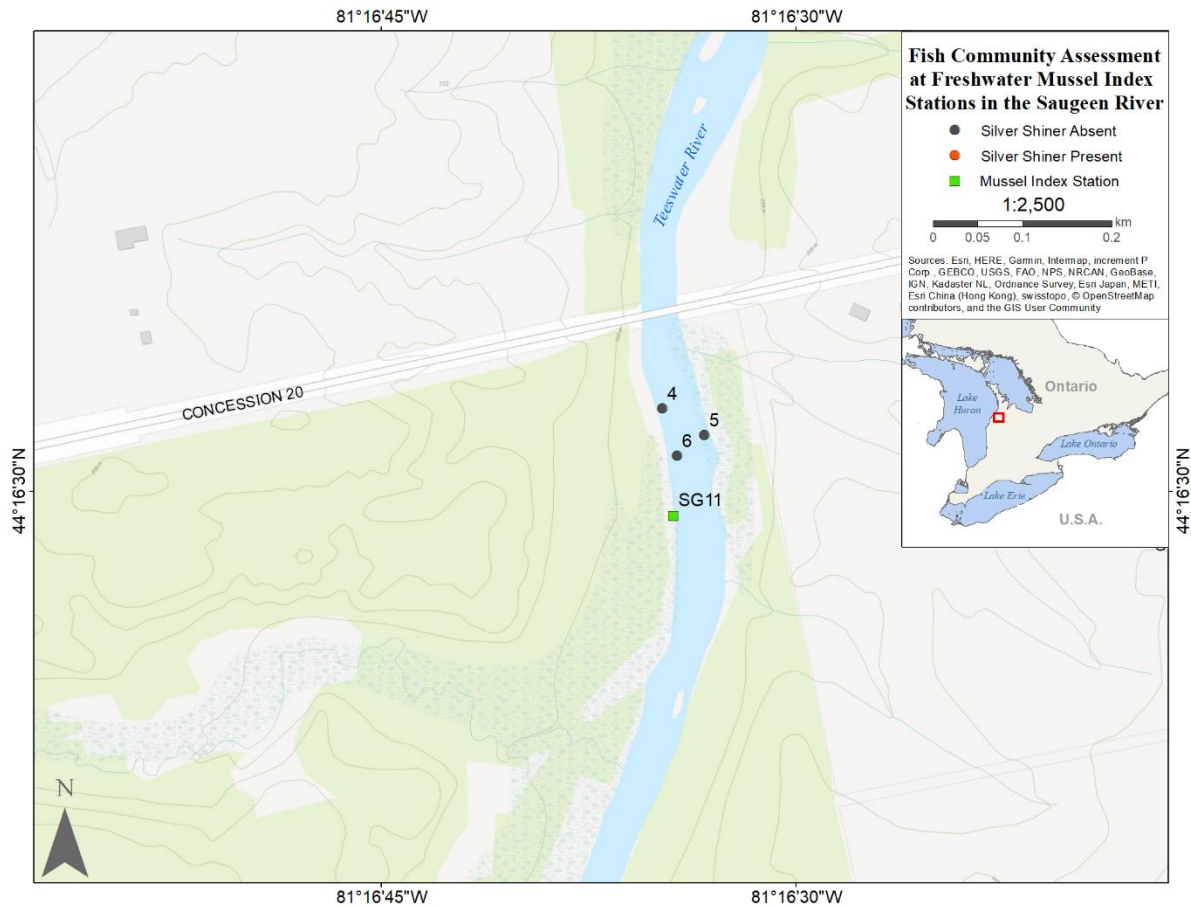 81°16'45"W
81°16'30"W
Fish Community Assessment
at Freshwater Mussel Index
Stations in the Saugeen River
Silver Shiner Absent
Silver Shiner Present
Mussel Index Station
1:2,500
km
0 0.05 0.1 0.2
Sources: Esri, HERE, Garmin, Intermap, increment P
Corp., GEBCO, USGS, FAO, NPS, NRCAN, GeoBase,
IGN, Kadaster NL, Ordnance Survey, Esri Japan, METI,
Esri China (Hong Kong), swisstopo, © OpenStreetMap
contributors, and the GIS User Community
Ontario
Lake
Huron
Lake Ontario
Lake Erie
U.S.A.
Teeswater River
CONCESSION 20
4
5
6
SG11
44°16'30"N
44°16'30"N
N
81°16'45"W
81°16'30"W